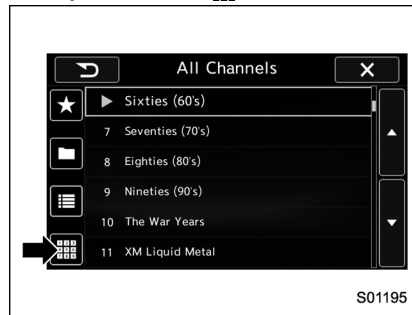 All Channels
Sixties (60's)
7 Seventies (70's)
8 Eighties (80's)
9 Nineties (90's)
10 The War Years
11 XM Liquid Metal
S01195